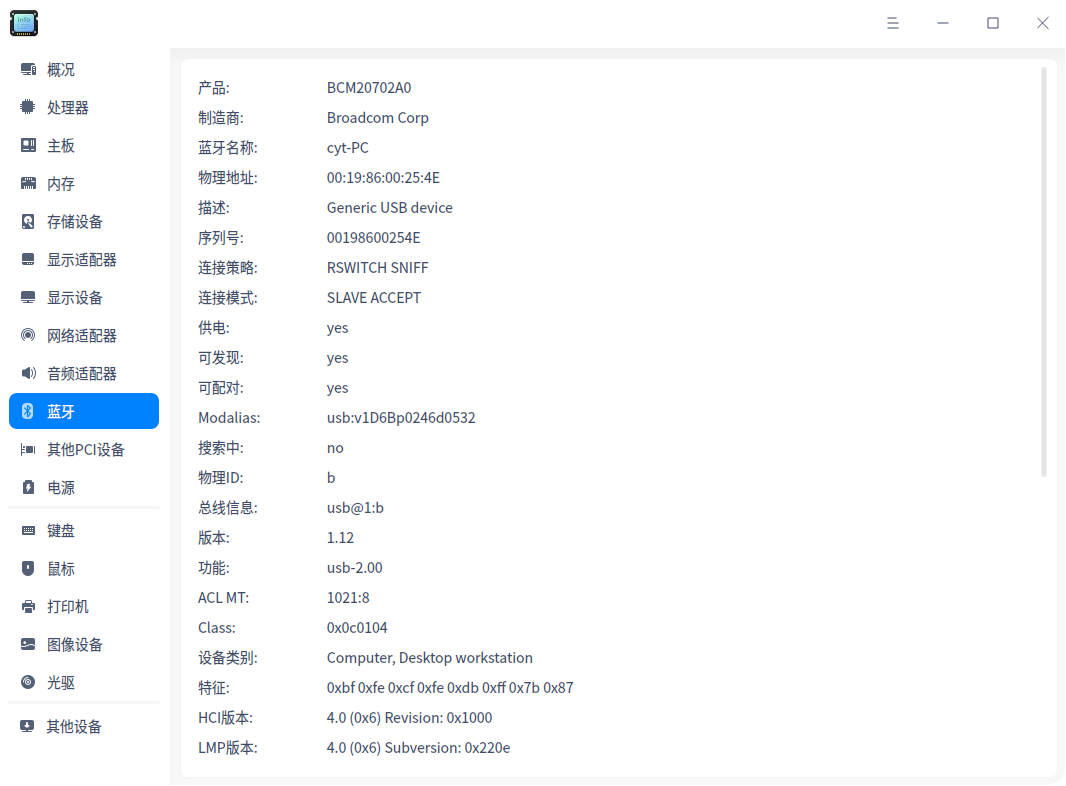 info
概况
处理器
主板
内存
存储设备
显示适配器
显示设备
网络适配器
音频适配器
蓝牙
其他PCI设备
电源
键盘
鼠标
打印机
图像设备
光驱
其他设备
产品: BCM20702A0
制造商: Broadcom Corp
蓝牙名称: cyt-PC
物理地址: 00:19:86:00:25:4E
描述: Generic USB device
序列号: 00198600254E
连接策略: RSWITCH SNIFF
连接模式: SLAVE ACCEPT
供电: yes
可发现: yes
可配对: yes
Modalias: usb:v1D6Bp0246d0532
搜索中: no
物理ID: b
总线信息: usb@1:b
版本: 1.12
功能: usb-2.00
ACL MT: 1021:8
Class: 0x0c0104
设备类别: Computer, Desktop workstation
特征: 0xbf 0xfe 0xcf 0xfe 0xdb 0xff 0x7b 0x87
HCI版本: 4.0 (0x6) Revision: 0x1000
LMP版本: 4.0 (0x6) Subversion: 0x220e